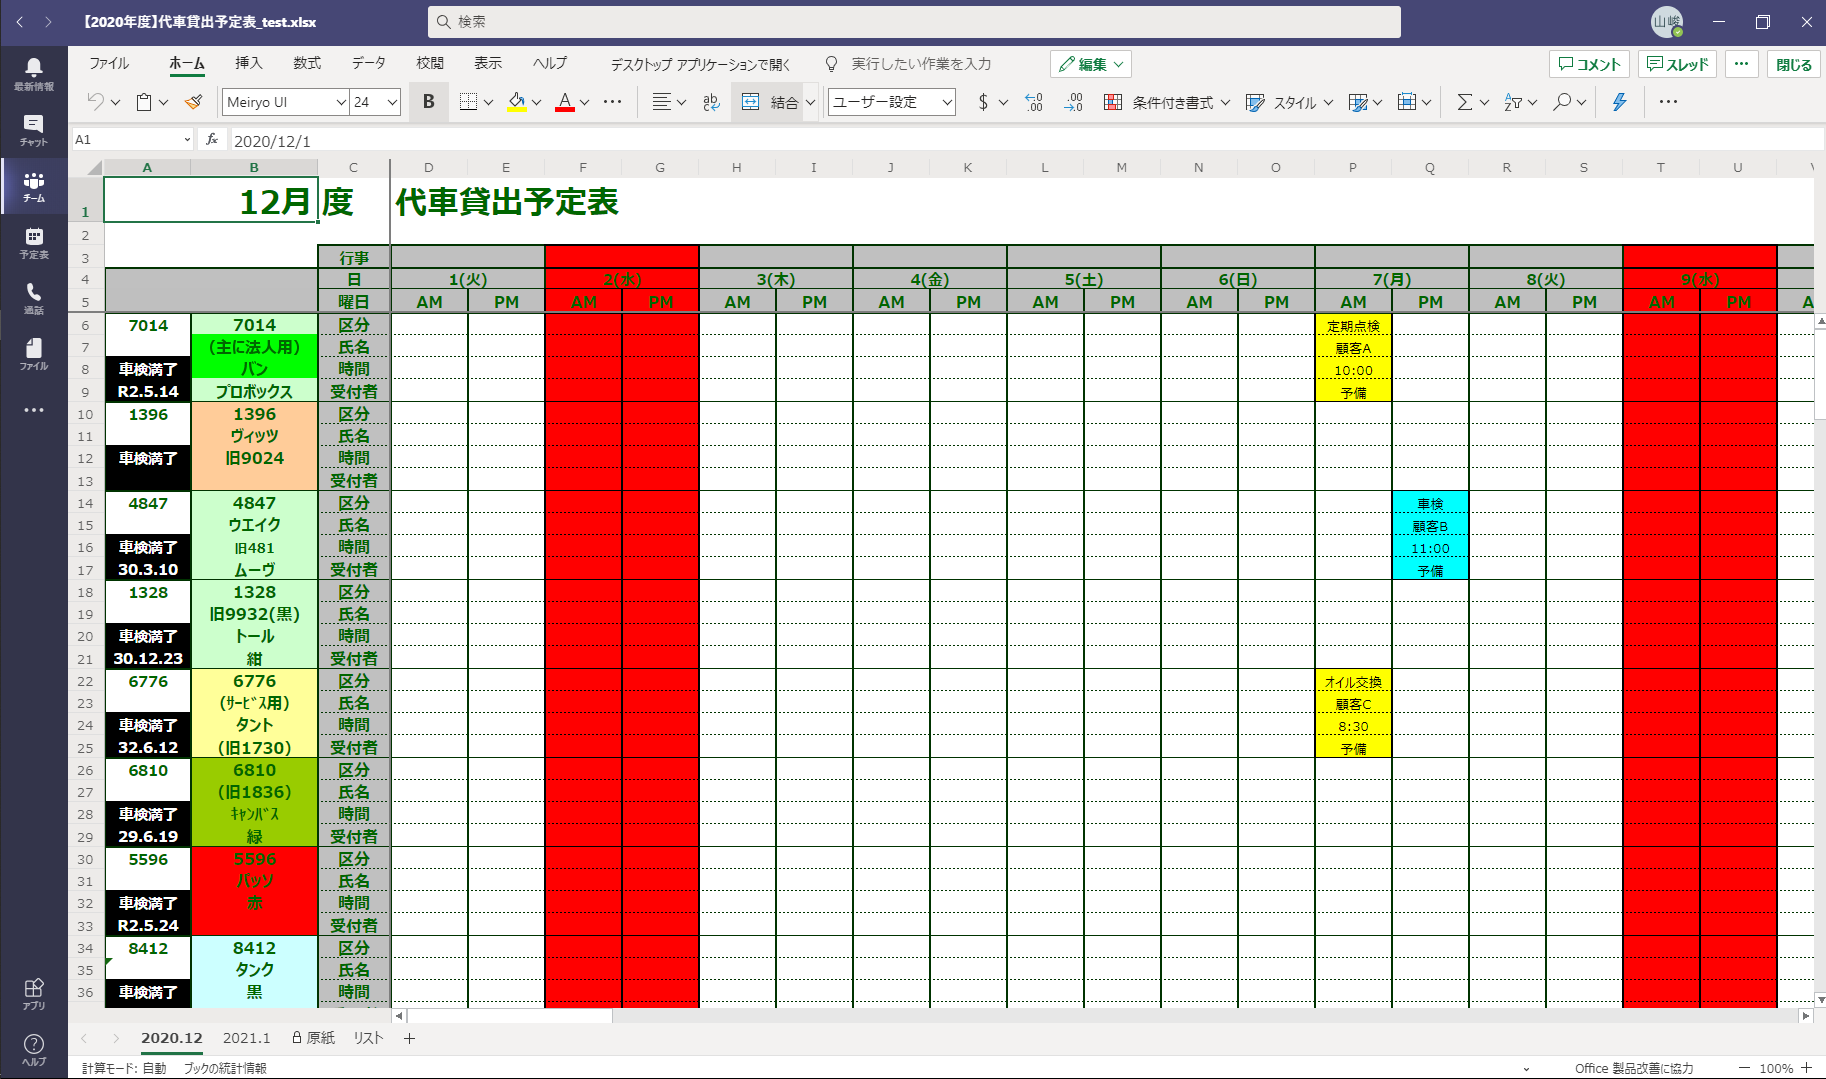 【2020年度】代車貸出予定表_test.xlsx
検索
山 峻
最新情報
チャット
チーム
予定表
通話
ファイル
アプリ
ヘルプ
ファイル ホーム 挿入 数式 データ 校閲 表示 ヘルプ デスクトップ アプリケーションで開く 実行したい作業を入力 編集 コメント スレッド 閉じる
Meiryo UI 24 B A ab 結合 ユーザー設定 $ 条件付き書式 スタイル
A1 fx 2020/12/1
A B C D E F G H I J K L M N O P Q R S T U V
1 12月 度 代車貸出予定表
2
3 行事
4 日 1(火) 2(水) 3(木) 4(金) 5(土) 6(日) 7(月) 8(火) 9(水)
5 曜日 AM PM AM PM AM PM AM PM AM PM AM PM AM PM AM PM AM PM A
6 7014 7014 区分 定期点検
7 (主に法人用) 氏名 顧客A
8 車検満了 バン 時間 10:00
9 R2.5.14 プロボックス 受付者 予備
10 1396 1396 区分
11 ヴィッツ 氏名
12 車検満了 旧9024 時間
13 受付者
14 4847 4847 区分 車検
15 ウエイク 氏名 顧客B
16 車検満了 旧481 時間 11:00
17 30.3.10 ムーヴ 受付者 予備
18 1328 1328 区分
19 旧9932(黒) 氏名
20 車検満了 トール 時間
21 30.12.23 紺 受付者
22 6776 6776 区分 オイル交換
23 (ｻｰﾋﾞｽ用) 氏名 顧客C
24 車検満了 タント 時間 8:30
25 32.6.12 (旧1730) 受付者 予備
26 6810 6810 区分
27 (旧1836) 氏名
28 車検満了 ｷｬﾝﾊﾞｽ 時間
29 29.6.19 緑 受付者
30 5596 5596 区分
31 パッソ 氏名
32 車検満了 赤 時間
33 R2.5.24 受付者
34 8412 8412 区分
35 タンク 氏名
36 車検満了 黒 時間
2020.12 2021.1 原紙 リスト
計算モード: 自動 ブックの統計情報 Office 製品改善に協力 100%